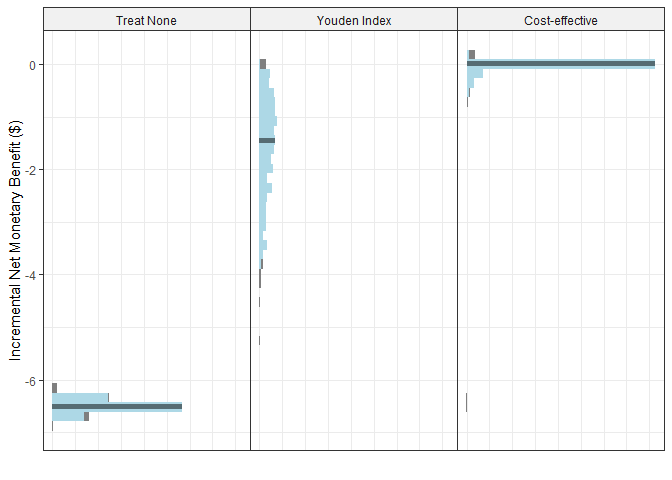 Treat None Youden Index Cost-effective
Incremental Net Monetary Benefit ($)
0
-2
-4
-6